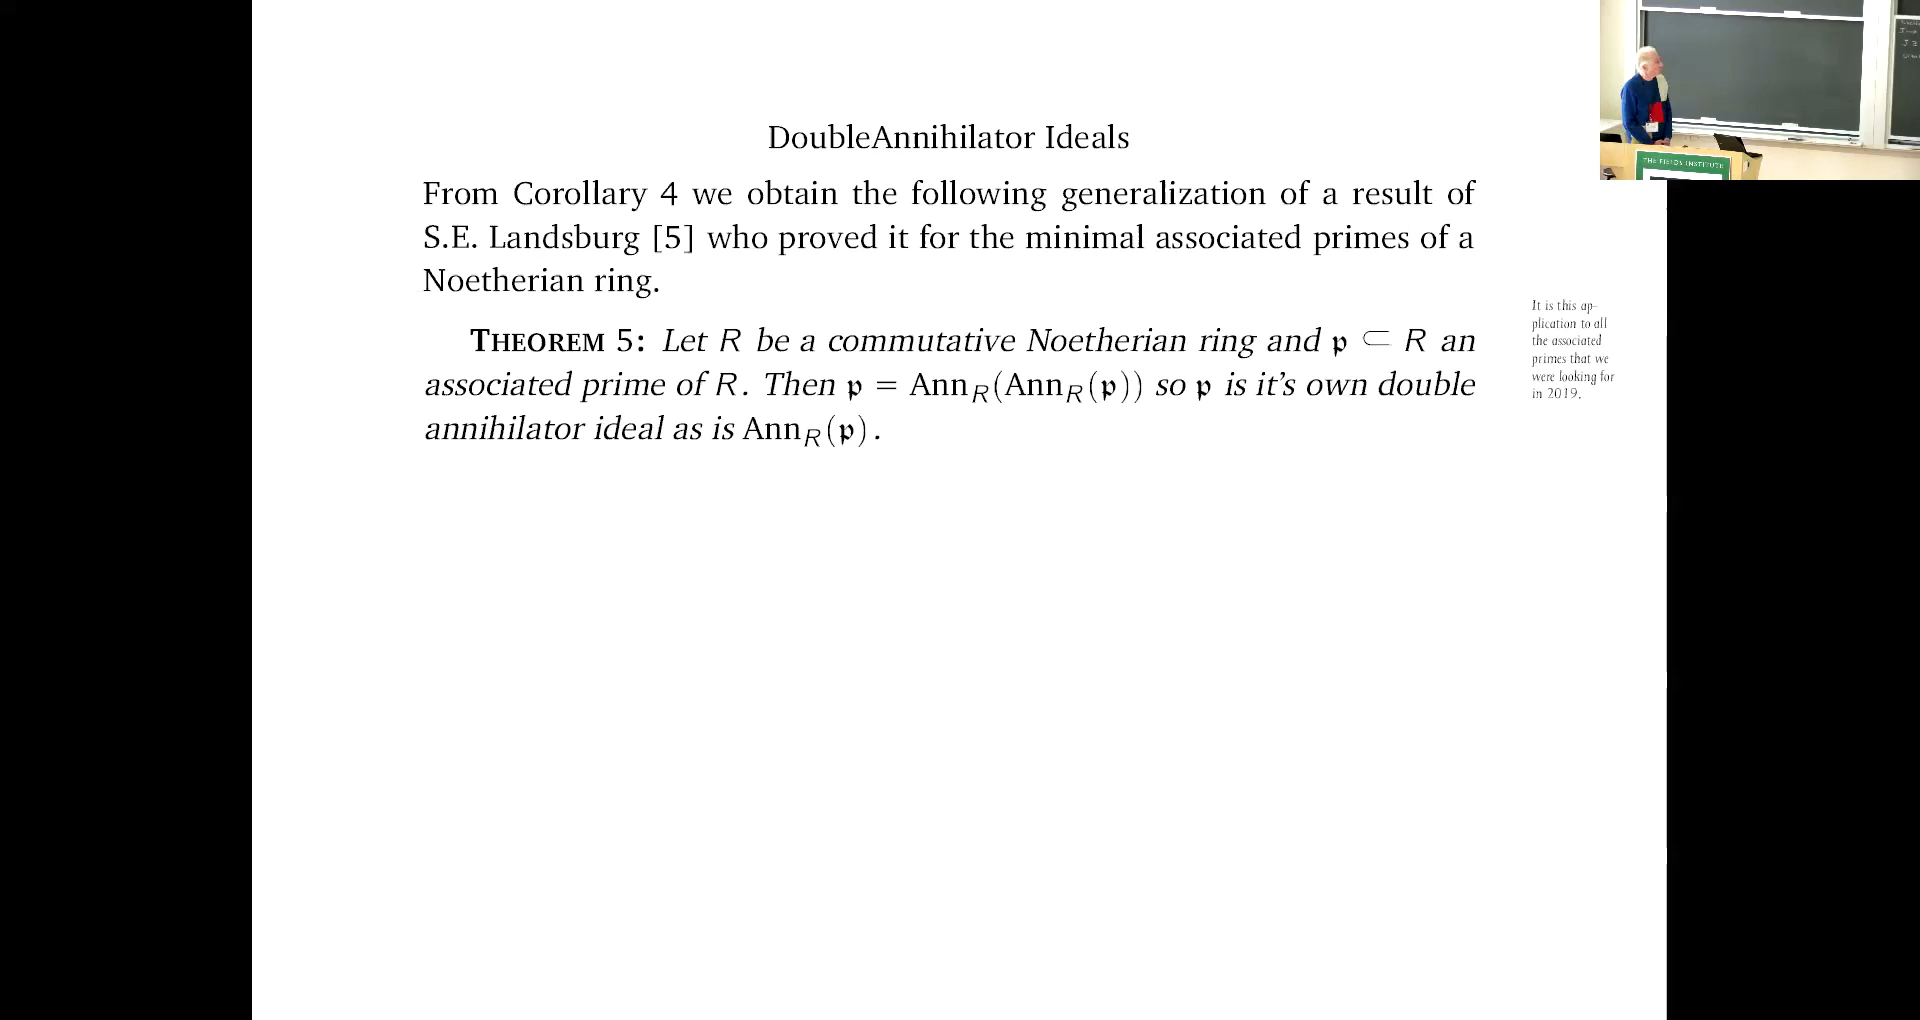 DoubleAnnihilator Ideals
From Corollary 4 we obtain the following generalization of a result of
S.E. Landsburg [5] who proved it for the minimal associated primes of a
Noetherian ring.
THEOREM 5: Let R be a commutative Noetherian ring and 𝔭 ⊂ R an
associated prime of R. Then 𝔭 = Ann_R(Ann_R(𝔭)) so 𝔭 is it's own double
annihilator ideal as is Ann_R(𝔭).
It is this ap-
plication to all
the associated
primes that we
were looking for
in 2019.
THE FIELDS INSTITUTE